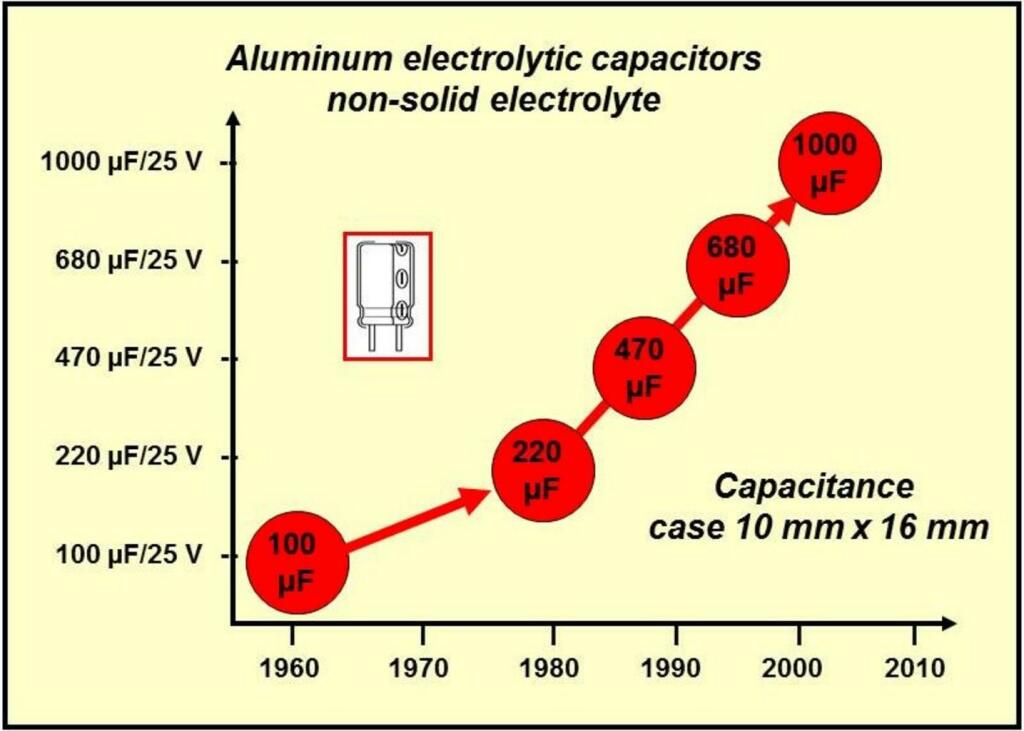 Aluminum electrolytic capacitors
non-solid electrolyte
1000 µF/25 V
680 µF/25 V
470 µF/25 V
220 µF/25 V
100 µF/25 V
1000
µF
680
µF
470
µF
220
µF
100
µF
Capacitance
case 10 mm x 16 mm
1960 1970 1980 1990 2000 2010